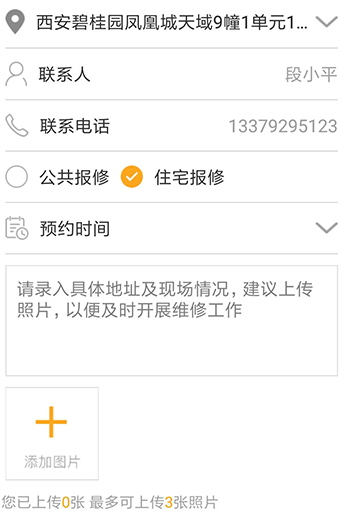 西安碧桂园凤凰城天域9幢1单元1...
联系人 段小平
联系电话 13379295123
公共报修 住宅报修
预约时间
请录入具体地址及现场情况，建议上传
照片，以便及时开展维修工作
添加图片
您已上传0张 最多可上传3张照片